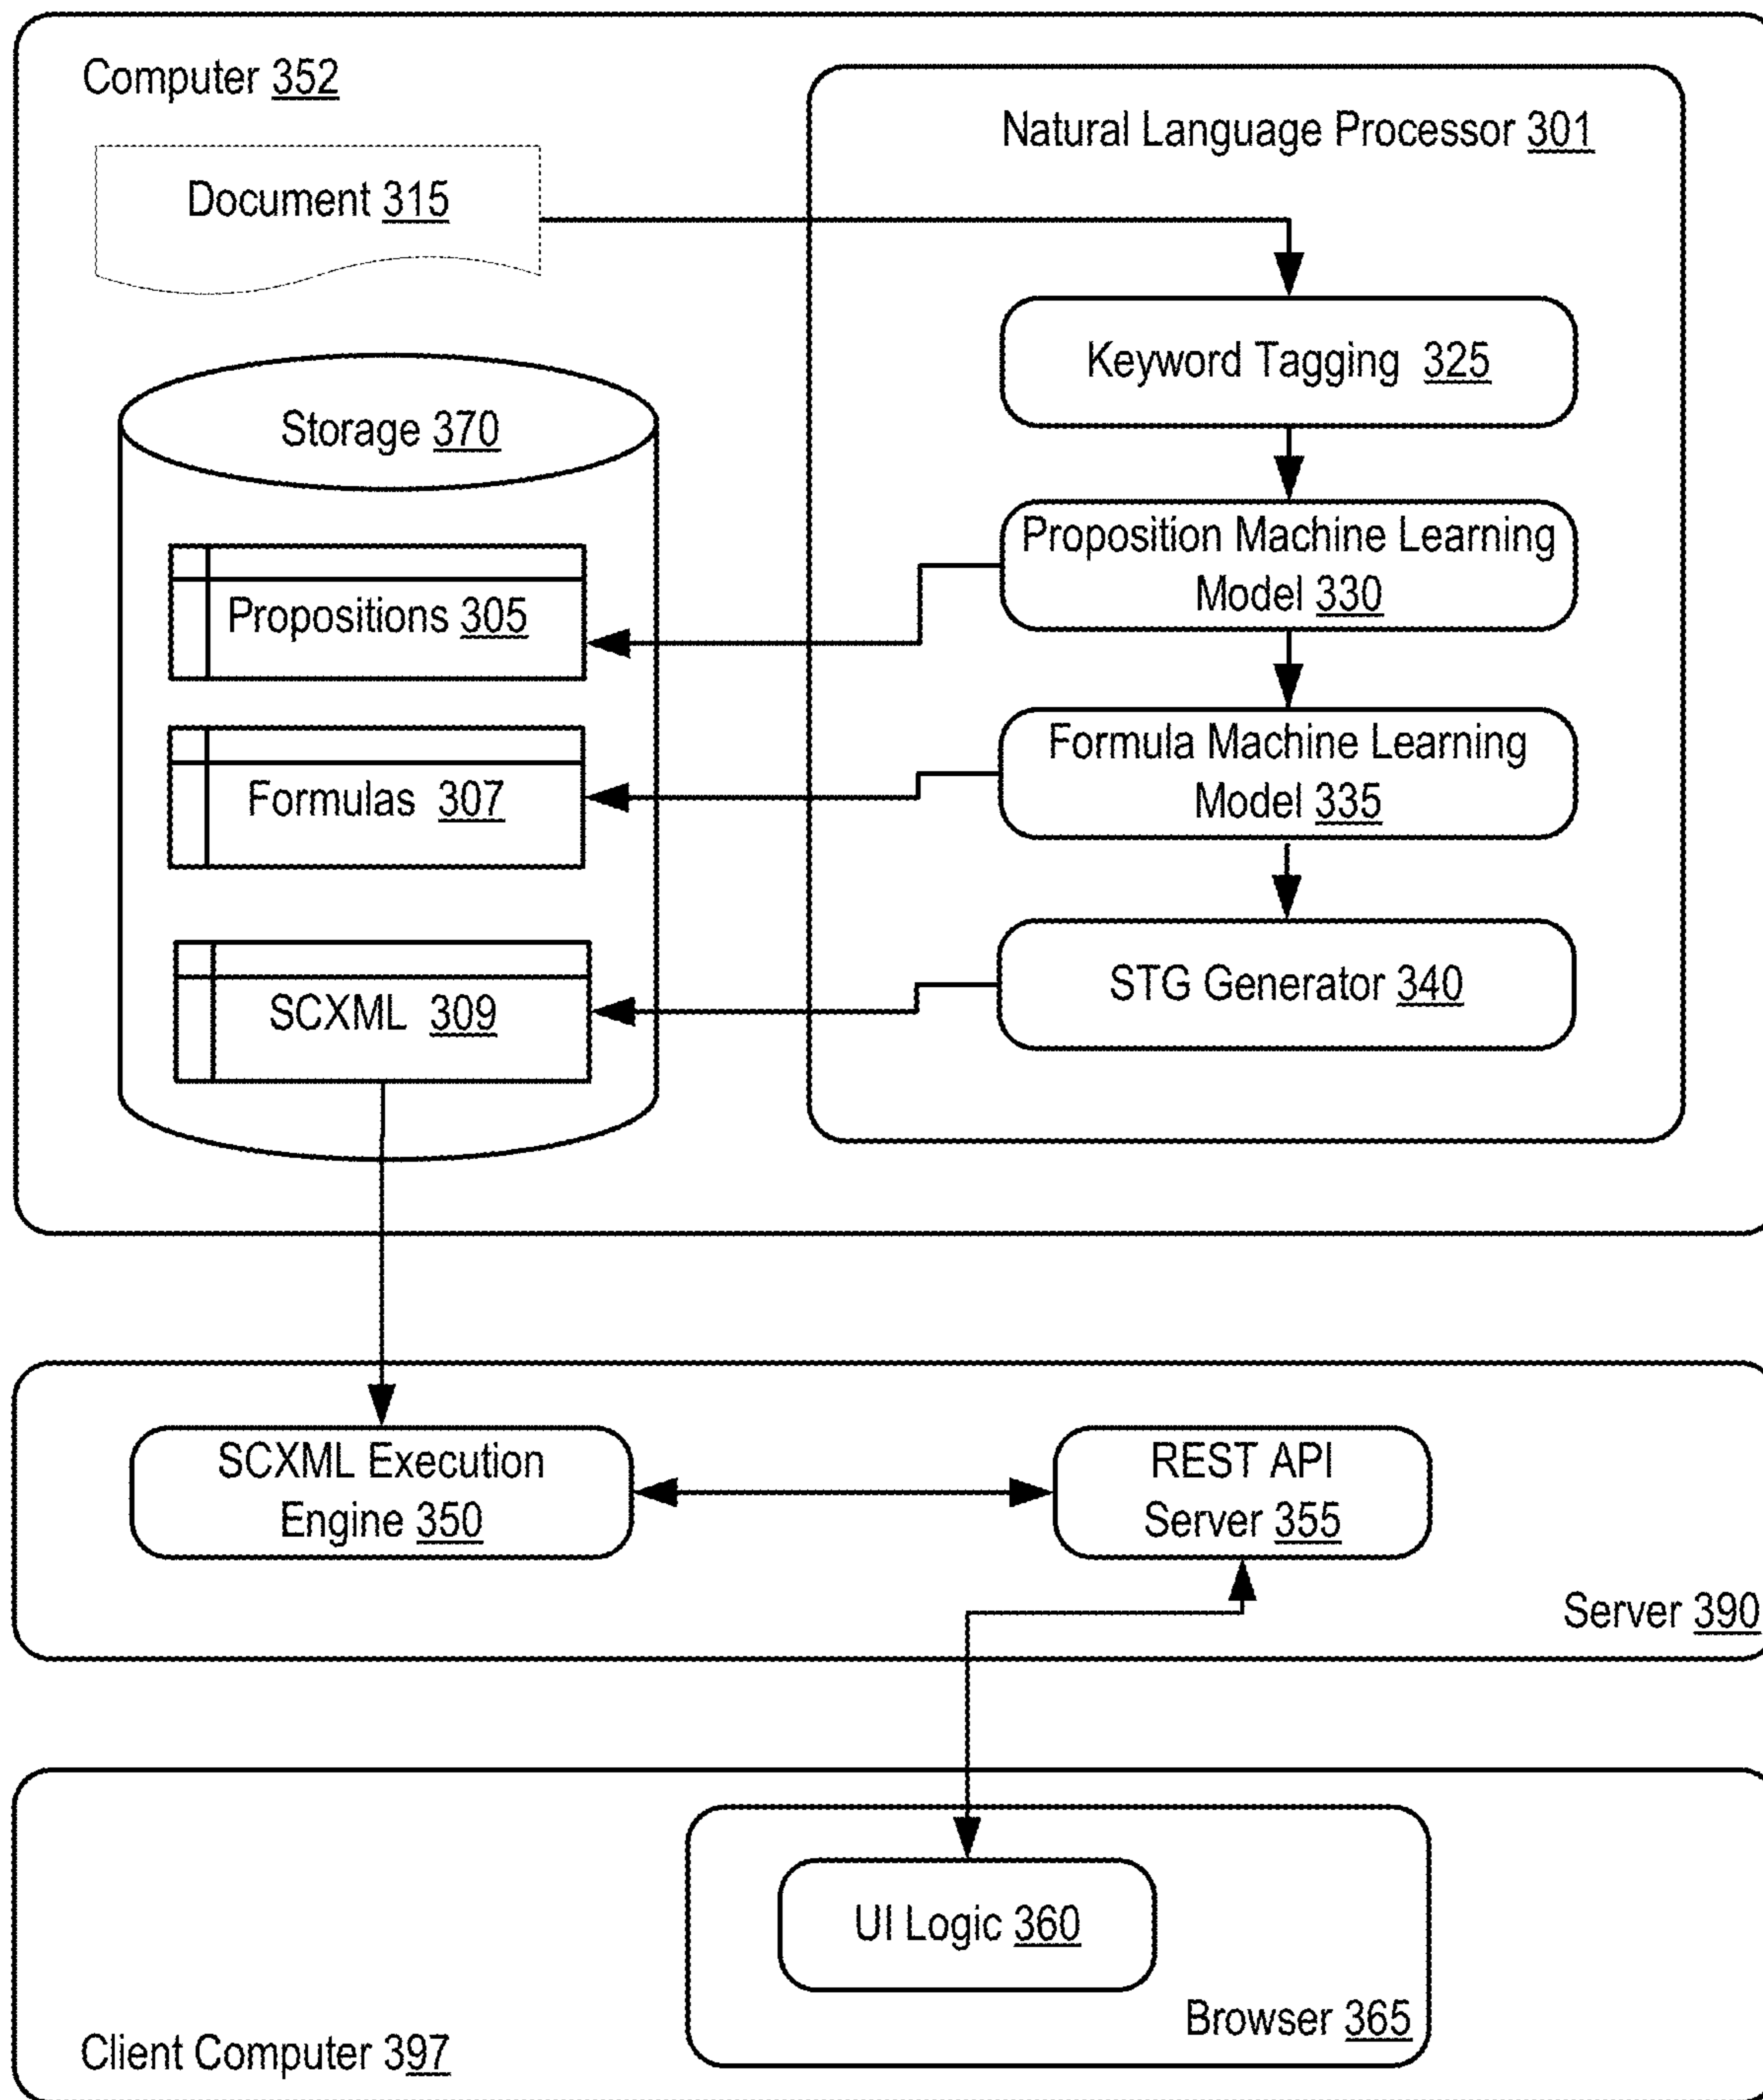 Computer 352
Natural Language Processor 301
Document 315
Keyword Tagging 325
Storage 370
Proposition Machine Learning
Model 330
Propositions 305
Formula Machine Learning
Model 335
Formulas 307
STG Generator 340
SCXML 309
SCXML Execution
Engine 350
REST API
Server 355
Server 390
UI Logic 360
Browser 365
Client Computer 397